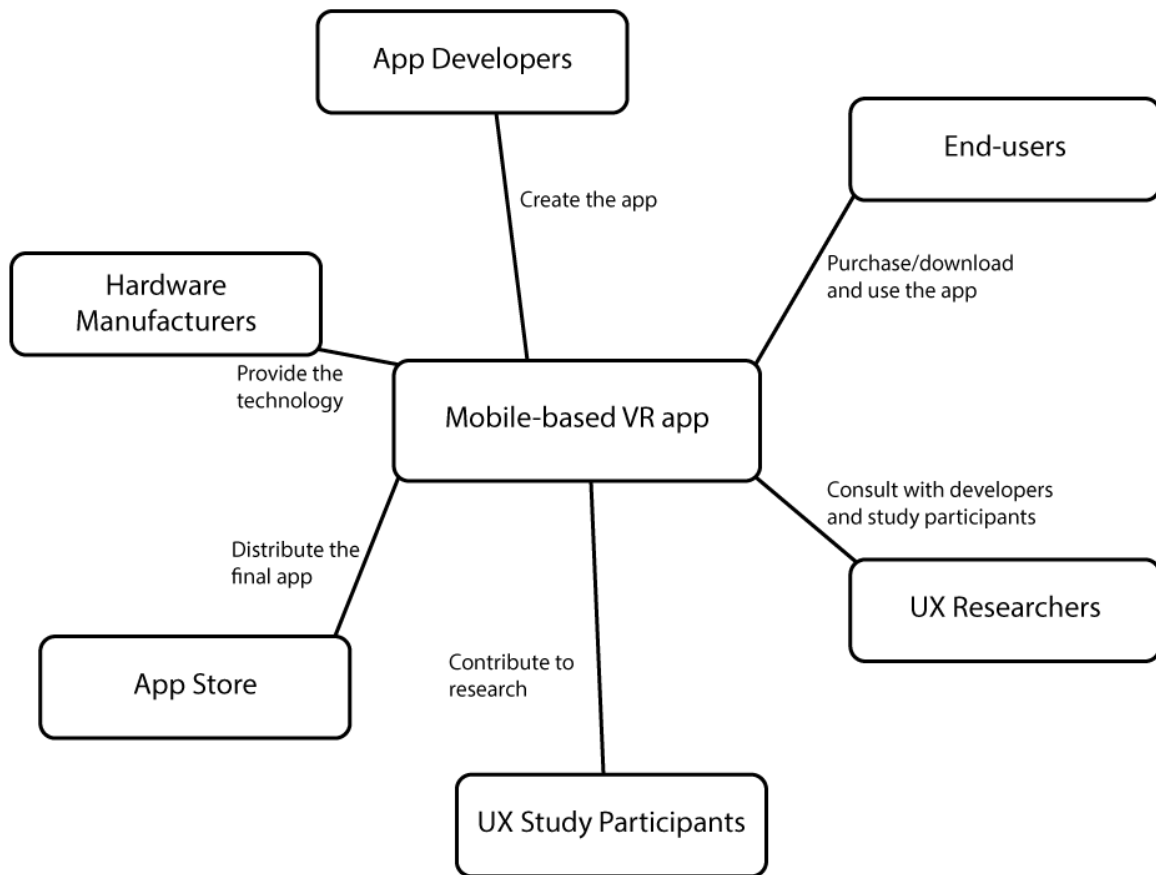 App Developers
End-users
Create the app
Purchase/download
and use the app
Hardware
Manufacturers
Provide the
technology
Mobile-based VR app
Consult with developers
and study participants
Distribute the
final app
UX Researchers
App Store
Contribute to
research
UX Study Participants